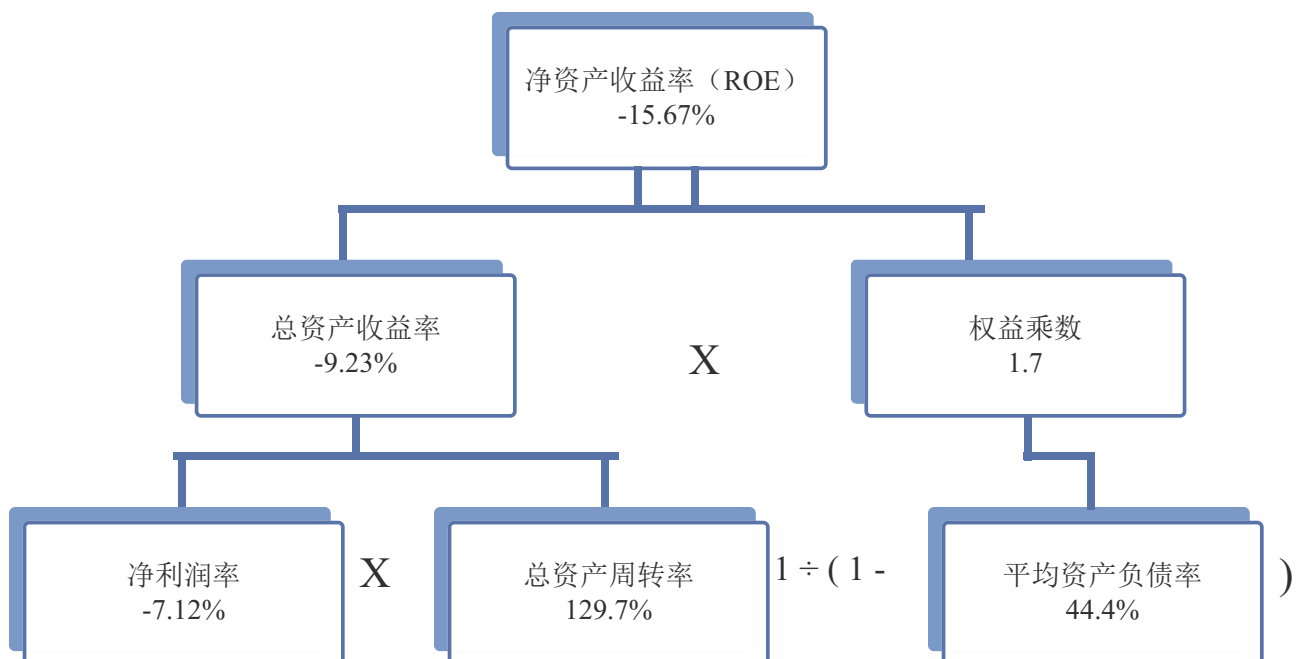 净资产收益率（ROE）
-15.67%
总资产收益率
-9.23%
X
权益乘数
1.7
净利润率
-7.12%
X
总资产周转率
129.7%
1 ÷ ( 1 -
平均资产负债率
44.4%
)